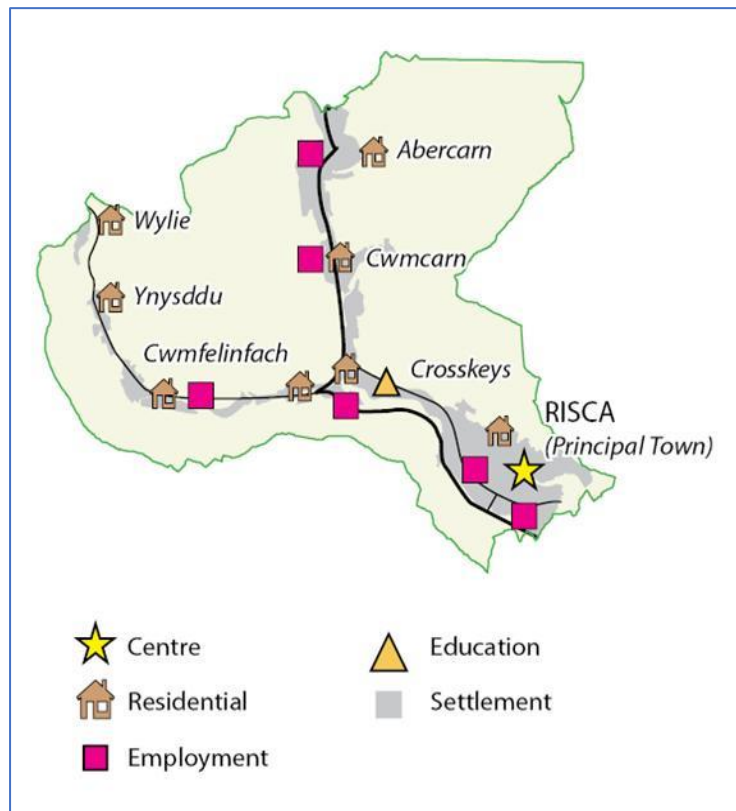 Abercarn
Wylie
Cwmcarn
Ynysddu
Cwmfelinfach
Crosskeys
RISCA
(Principal Town)
Centre
Education
Residential
Settlement
Employment